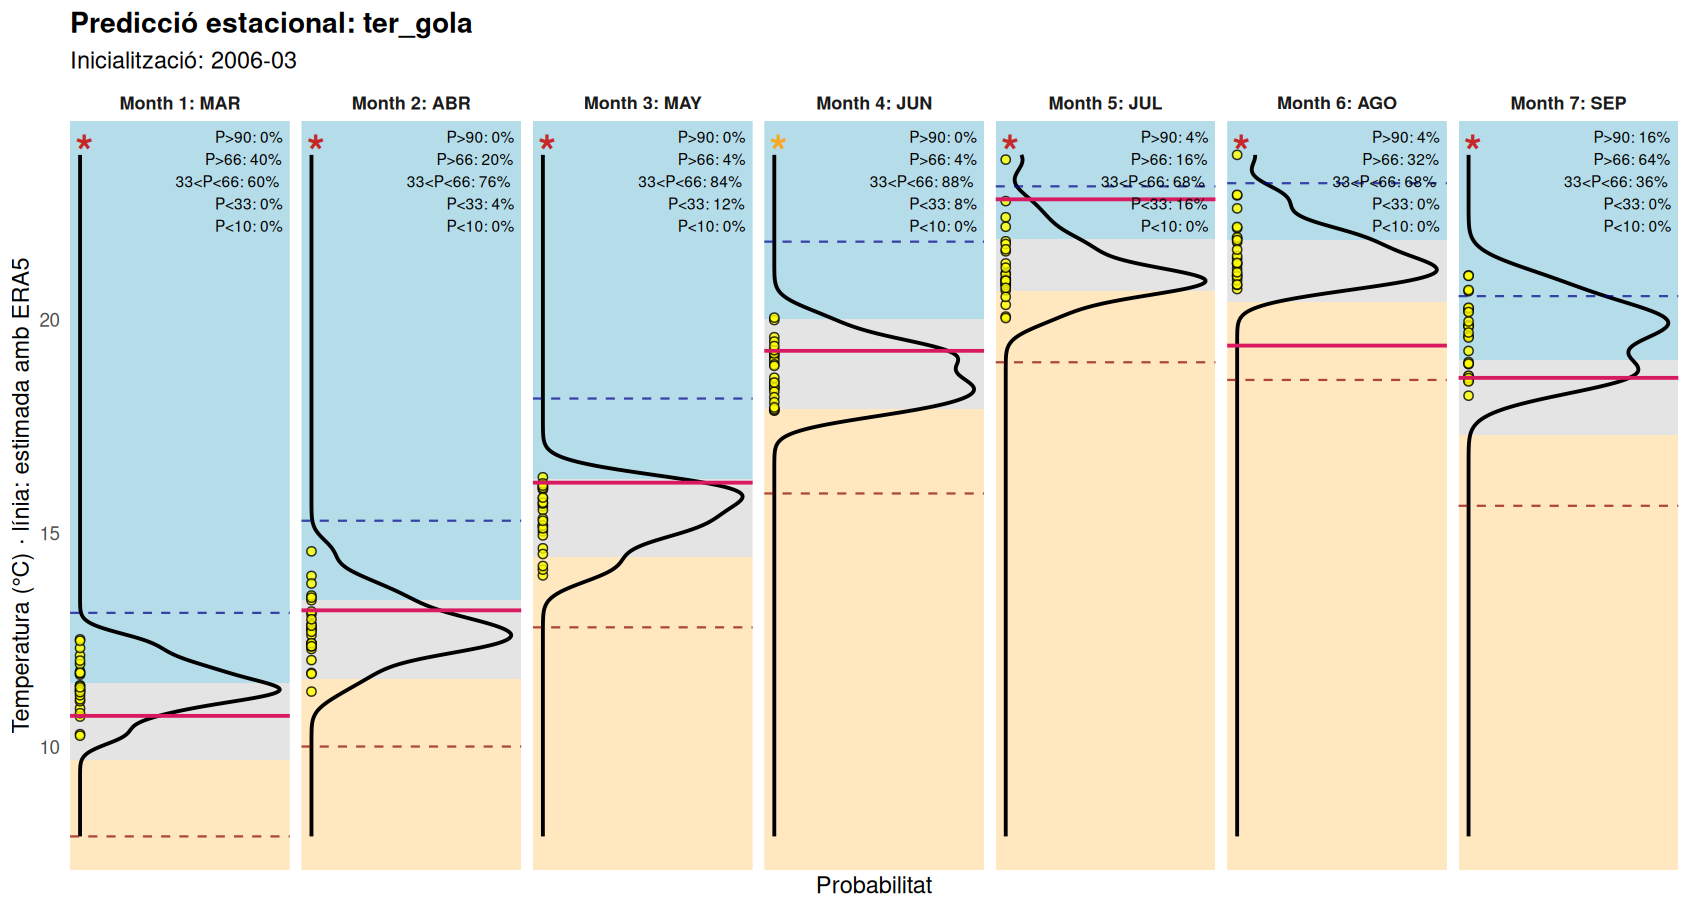 Predicció estacional: ter_gola
Inicialització: 2006-03
Month 1: MAR
Month 2: ABR
Month 3: MAY
Month 4: JUN
Month 5: JUL
Month 6: AGO
Month 7: SEP
*
P>90: 0%
P>66: 40%
33<P<66: 60%
P<33: 0%
P<10: 0%
*
P>90: 0%
P>66: 20%
33<P<66: 76%
P<33: 4%
P<10: 0%
*
P>90: 0%
P>66: 4%
33<P<66: 84%
P<33: 12%
P<10: 0%
*
P>90: 0%
P>66: 4%
33<P<66: 88%
P<33: 8%
P<10: 0%
*
P>90: 4%
P>66: 16%
33<P<66: 68%
P<33: 16%
P<10: 0%
*
P>90: 4%
P>66: 32%
33<P<66: 68%
P<33: 0%
P<10: 0%
*
P>90: 16%
P>66: 64%
33<P<66: 36%
P<33: 0%
P<10: 0%
Temperatura (°C) · línia: estimada amb ERA5
20
15
10
Probabilitat